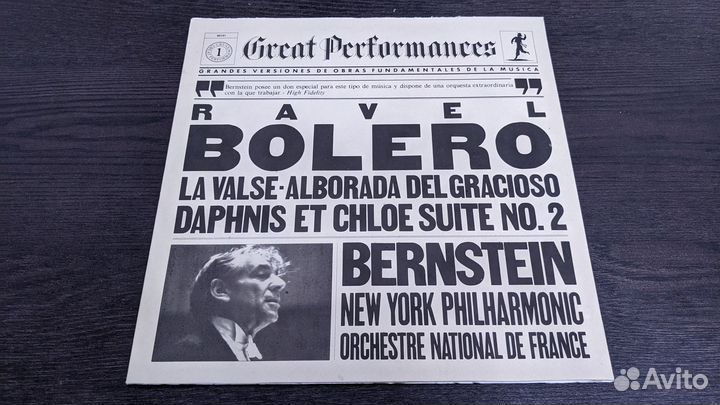 1
Great Performances
GRANDES VERSIONES DE OBRAS FUNDAMENTALES DE LA MUSICA
"Bernstein posee un don especial para este tipo de música y dispone de una orquesta extraordinaria
con la que trabajar - High Fidelity"
RAVEL
BOLERO
LA VALSE-ALBORADA DEL GRACIOSO
DAPHNIS ET CHLOE SUITE NO. 2
BERNSTEIN
NEW YORK PHILHARMONIC
ORCHESTRE NATIONAL DE FRANCE
Avito